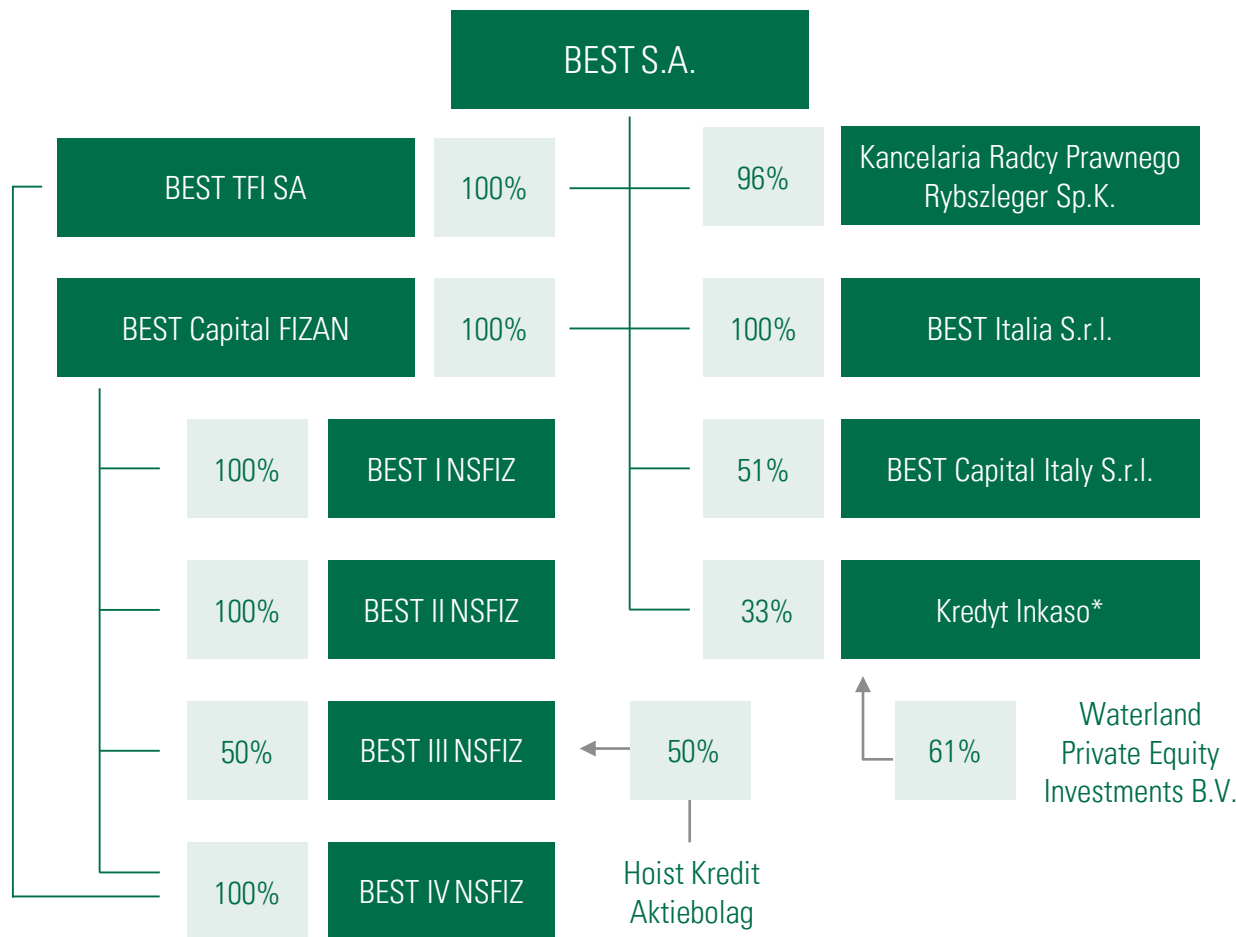 BEST S.A.
BEST TFI SA
100%
96%
Kancelaria Radcy Prawnego
Rybszleger Sp.K.
BEST Capital FIZAN
100%
100%
BEST Italia S.r.l.
100%
BEST I NSFIZ
51%
BEST Capital Italy S.r.l.
100%
BEST II NSFIZ
33%
Kredyt Inkaso*
50%
BEST III NSFIZ
50%
61%
Waterland
Private Equity
Investments B.V.
100%
BEST IV NSFIZ
Hoist Kredit
Aktiebolag